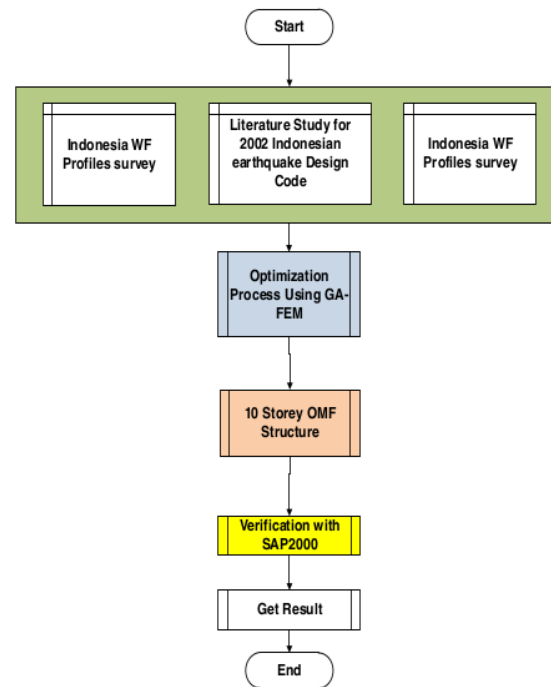 Start
Indonesia WF
Profiles survey
Literature Study for
2002 Indonesian
earthquake Design
Code
Indonesia WF
Profiles survey
Optimization
Process Using GA-
FEM
10 Storey OMF
Structure
Verification with
SAP2000
Get Result
End